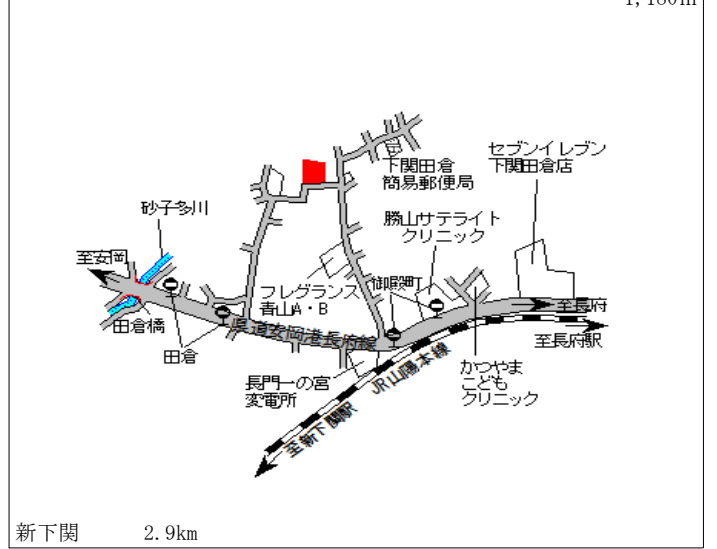 セブンイレブン
下関田倉店
下関田倉
簡易郵便局
砂子多川
勝山サテライト
クリニック
至安岡
御殿町
フレグランス
青山A・B
至長府
田倉橋
県道安岡港長府線
至長府駅
田倉
かつやま
こども
クリニック
長門一の宮
変電所
JR山陽本線
至新下関駅
新下関 2.9km